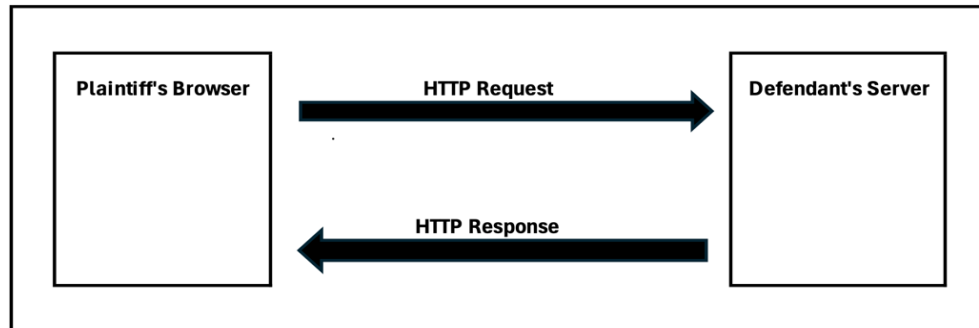 Plaintiff's Browser
HTTP Request
Defendant's Server
HTTP Response